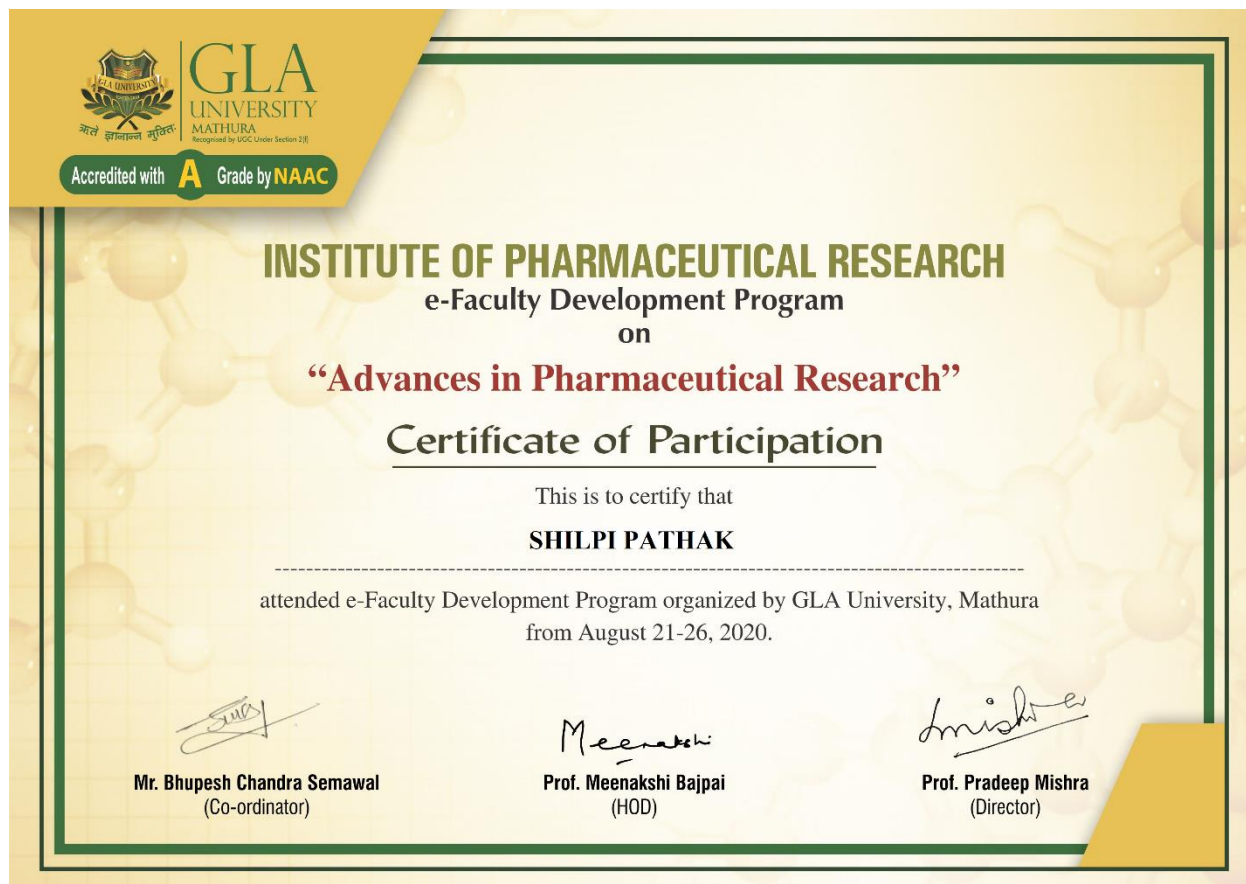 GLA UNIVERSITY
ऋते ज्ञानान्न मुक्तिः
GLA
UNIVERSITY
MATHURA
Recognised by UGC Under Section 2(f)
Accredited with A Grade by NAAC
INSTITUTE OF PHARMACEUTICAL RESEARCH
e-Faculty Development Program
on
“Advances in Pharmaceutical Research”
Certificate of Participation
This is to certify that
SHILPI PATHAK
attended e-Faculty Development Program organized by GLA University, Mathura
from August 21-26, 2020.
Meenakshi
Mr. Bhupesh Chandra Semawal
(Co-ordinator)
Prof. Meenakshi Bajpai
(HOD)
Prof. Pradeep Mishra
(Director)